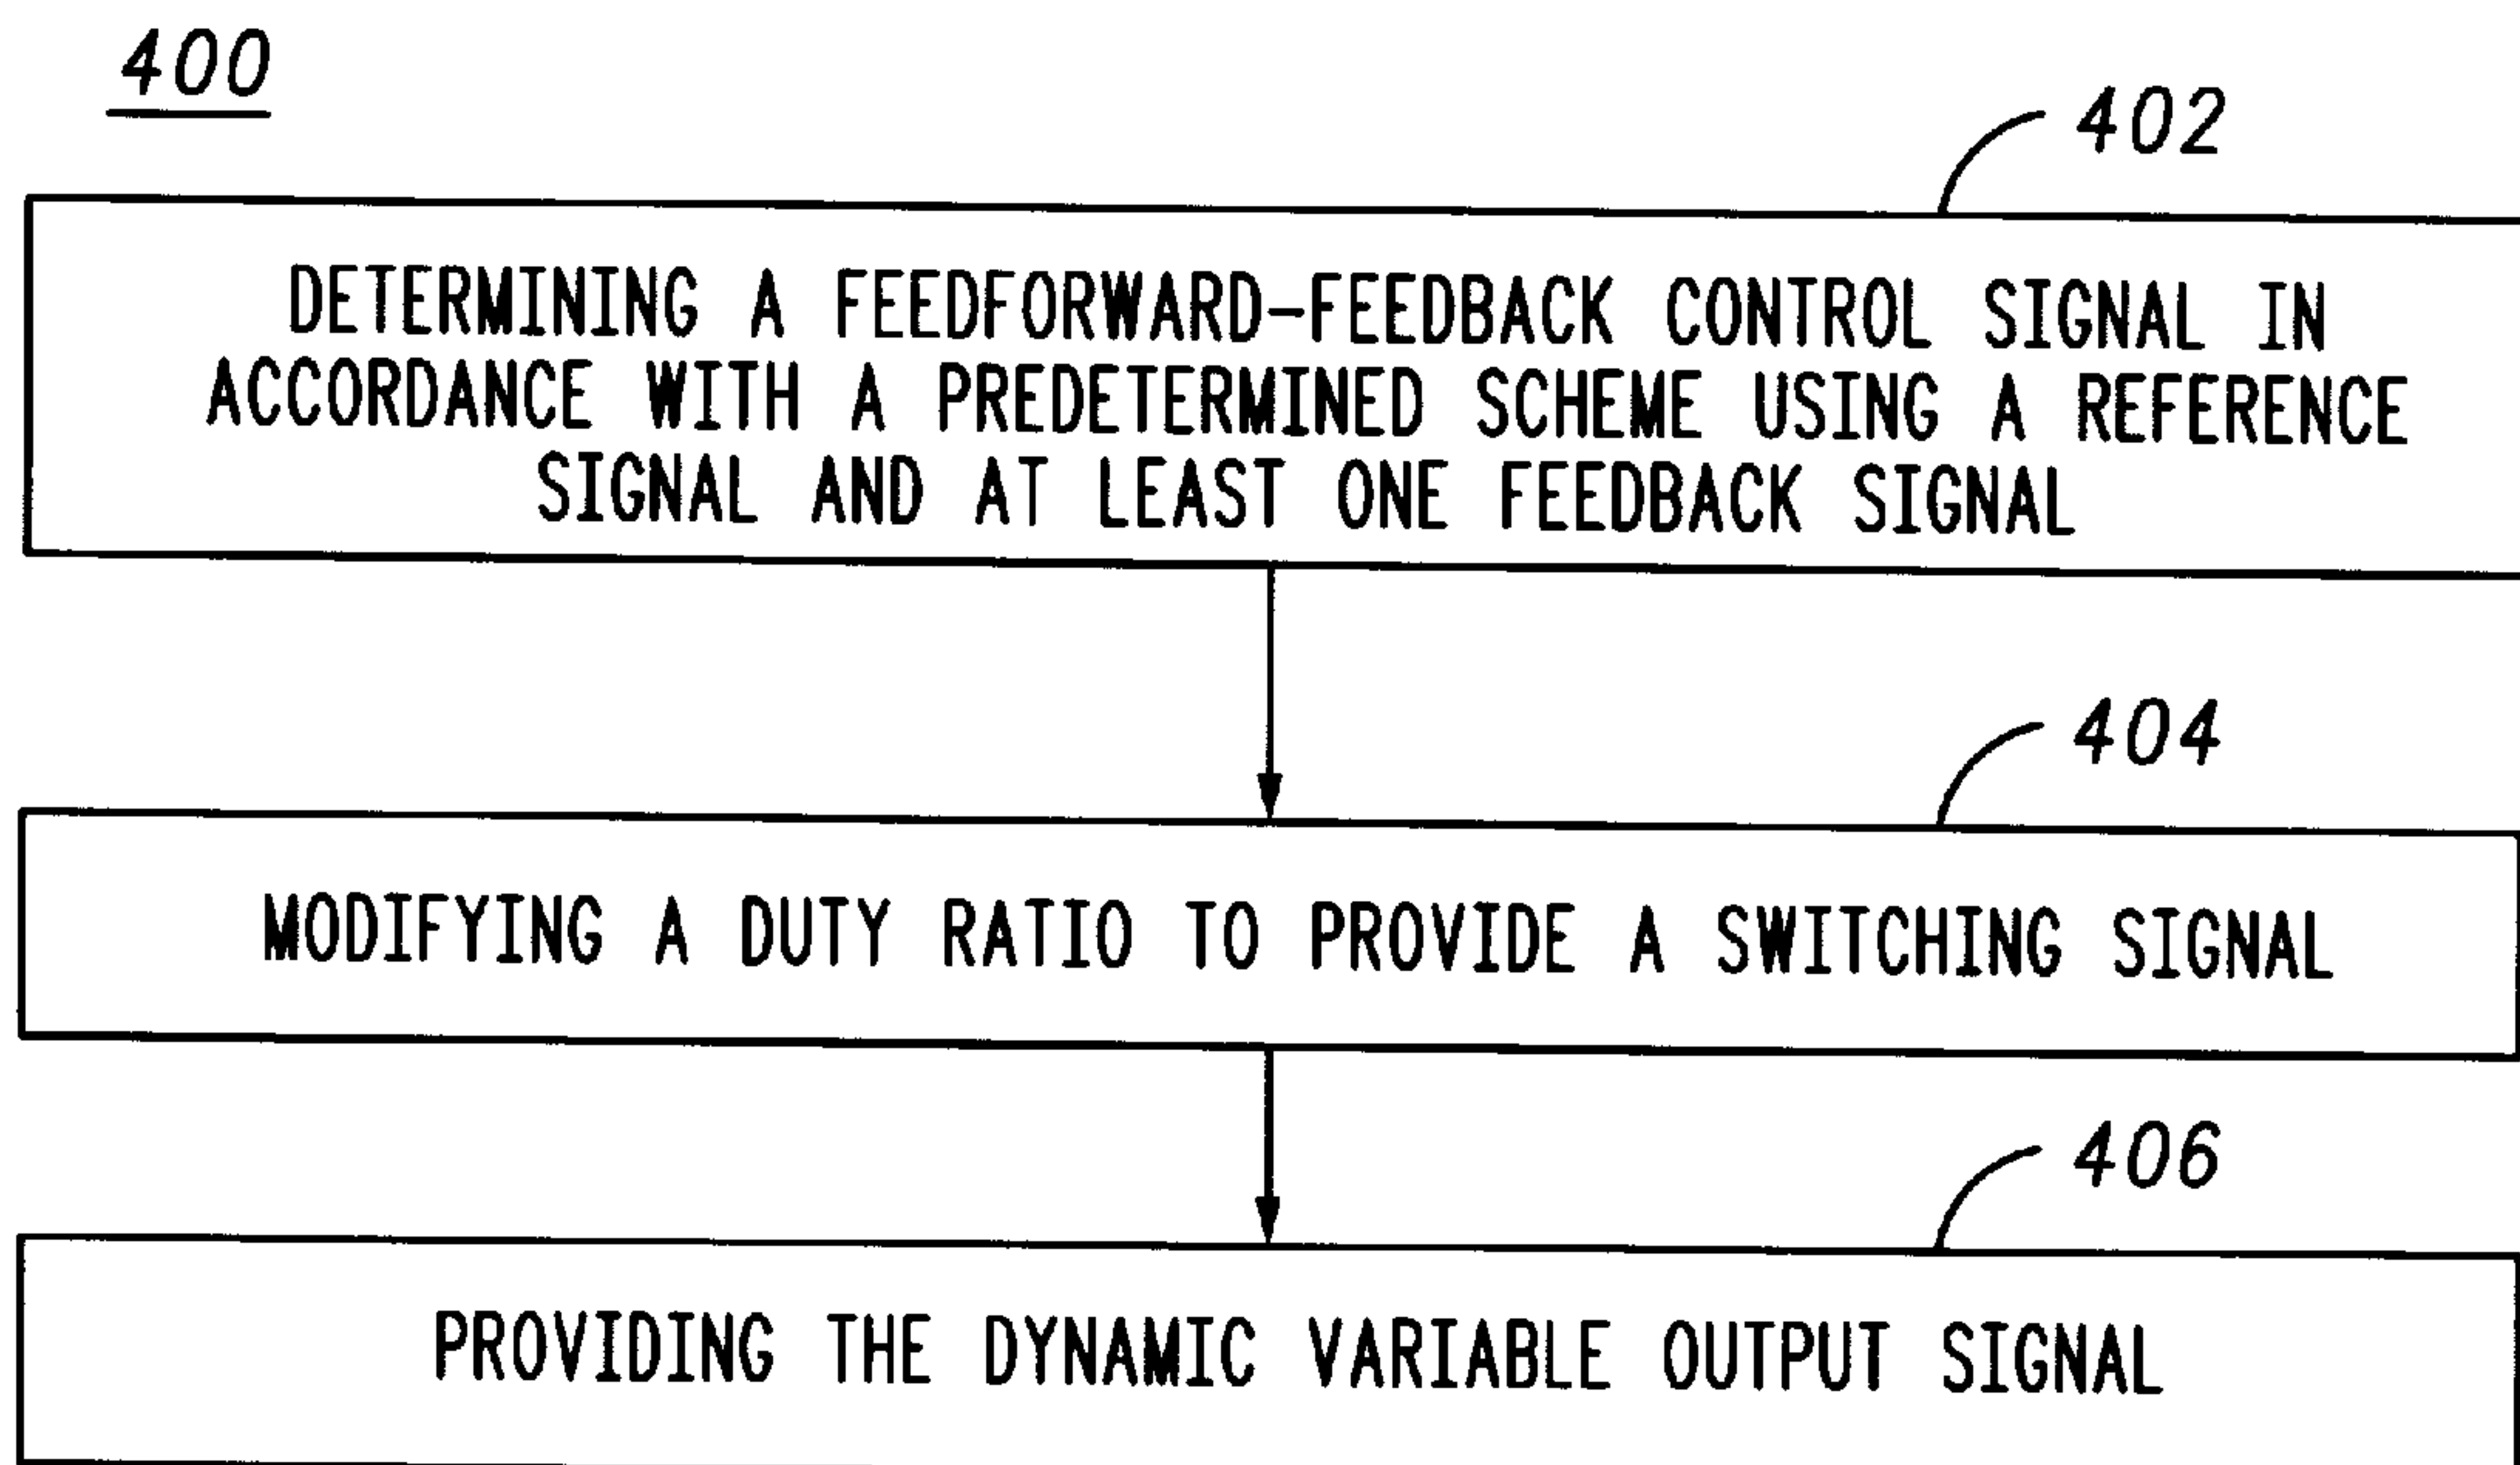 400
402
DETERMINING A FEEDFORWARD-FEEDBACK CONTROL SIGNAL IN
ACCORDANCE WITH A PREDETERMINED SCHEME USING A REFERENCE
SIGNAL AND AT LEAST ONE FEEDBACK SIGNAL
404
MODIFYING A DUTY RATIO TO PROVIDE A SWITCHING SIGNAL
406
PROVIDING THE DYNAMIC VARIABLE OUTPUT SIGNAL